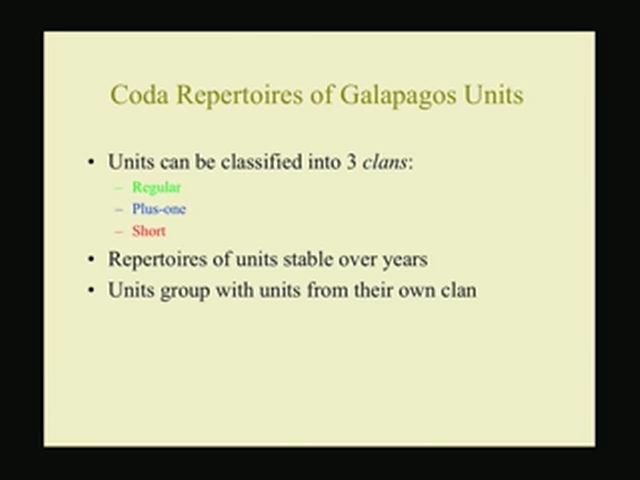 Coda Repertoires of Galapagos Units
• Units can be classified into 3 clans:
– Regular
– Plus-one
– Short
• Repertoires of units stable over years
• Units group with units from their own clan